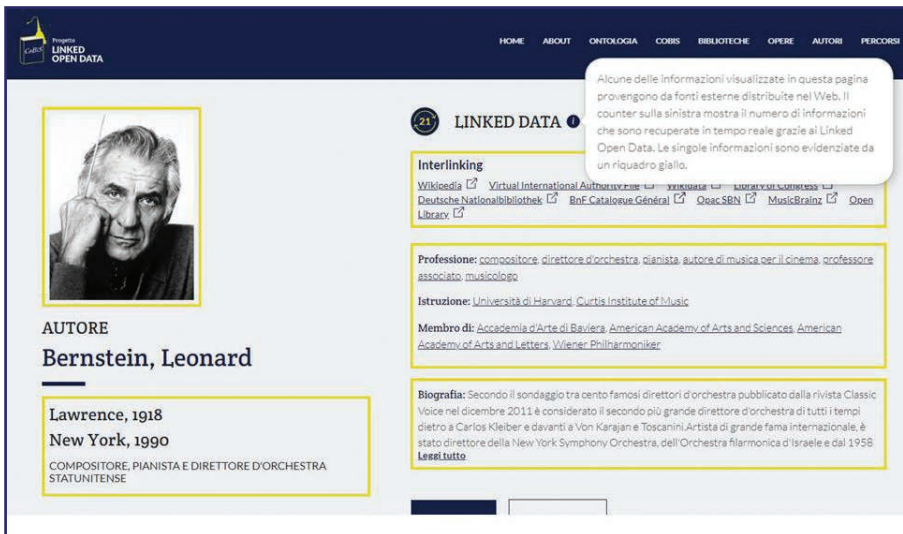 CoBiS
Progetto
LINKED
OPEN DATA
HOME ABOUT ONTOLOGIA COBIS BIBLIOTECHE OPERE AUTORI PERCORSI
Alcune delle informazioni visualizzate in questa pagina
provengono da fonti esterne distribuite nel Web. Il
counter sulla sinistra mostra il numero di informazioni
che sono recuperate in tempo reale grazie ai Linked
Open Data. Le singole informazioni sono evidenziate da
un riquadro giallo.
21 LINKED DATA i
Interlinking
Wikipedia Virtual International Authority File Wikidata Library of Congress
Deutsche Nationalbibliothek BnF Catalogue Général Opac SBN MusicBrainz Open
Library
Professione: compositore, direttore d'orchestra, pianista, autore di musica per il cinema, professore
associato, musicologo
Istruzione: Università di Harvard, Curtis Institute of Music
Membro di: Accademia d'Arte di Baviera, American Academy of Arts and Sciences, American
Academy of Arts and Letters, Wiener Philharmoniker
Biografia: Secondo il sondaggio tra cento famosi direttori d'orchestra pubblicato dalla rivista Classic
Voice nel dicembre 2011 è considerato il secondo più grande direttore d'orchestra di tutti i tempi
dietro a Carlos Kleiber e davanti a Von Karajan e Toscanini.Artista di grande fama internazionale, è
stato direttore della New York Symphony Orchestra, dell'Orchestra filarmonica d'Israele e dal 1958
Leggi tutto
AUTORE
Bernstein, Leonard
Lawrence, 1918
New York, 1990
COMPOSITORE, PIANISTA E DIRETTORE D'ORCHESTRA
STATUNITENSE